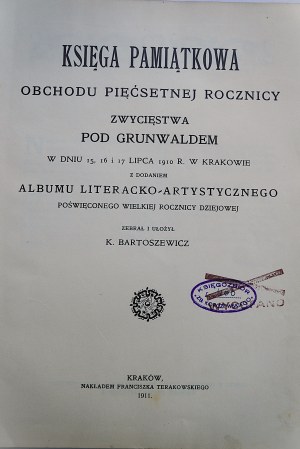 KSIĘGA PAMIĄTKOWA
OBCHODU PIĘĆSETNEJ ROCZNICY
ZWYCIĘSTWA
POD GRUNWALDEM
W DNIU 15, 16 i 17 LIPCA 1910 R. W KRAKOWIE
Z DODANIEM
ALBUMU LITERACKO-ARTYSTYCZNEGO
POŚWIĘCONEGO WIELKIEJ ROCZNICY DZIEJOWEJ
ZEBRAŁ I UŁOŻYŁ
K. BARTOSZEWICZ
KRAKÓW,
NAKŁADEM FRANCISZKA TERAKOWSKIEGO
1911.